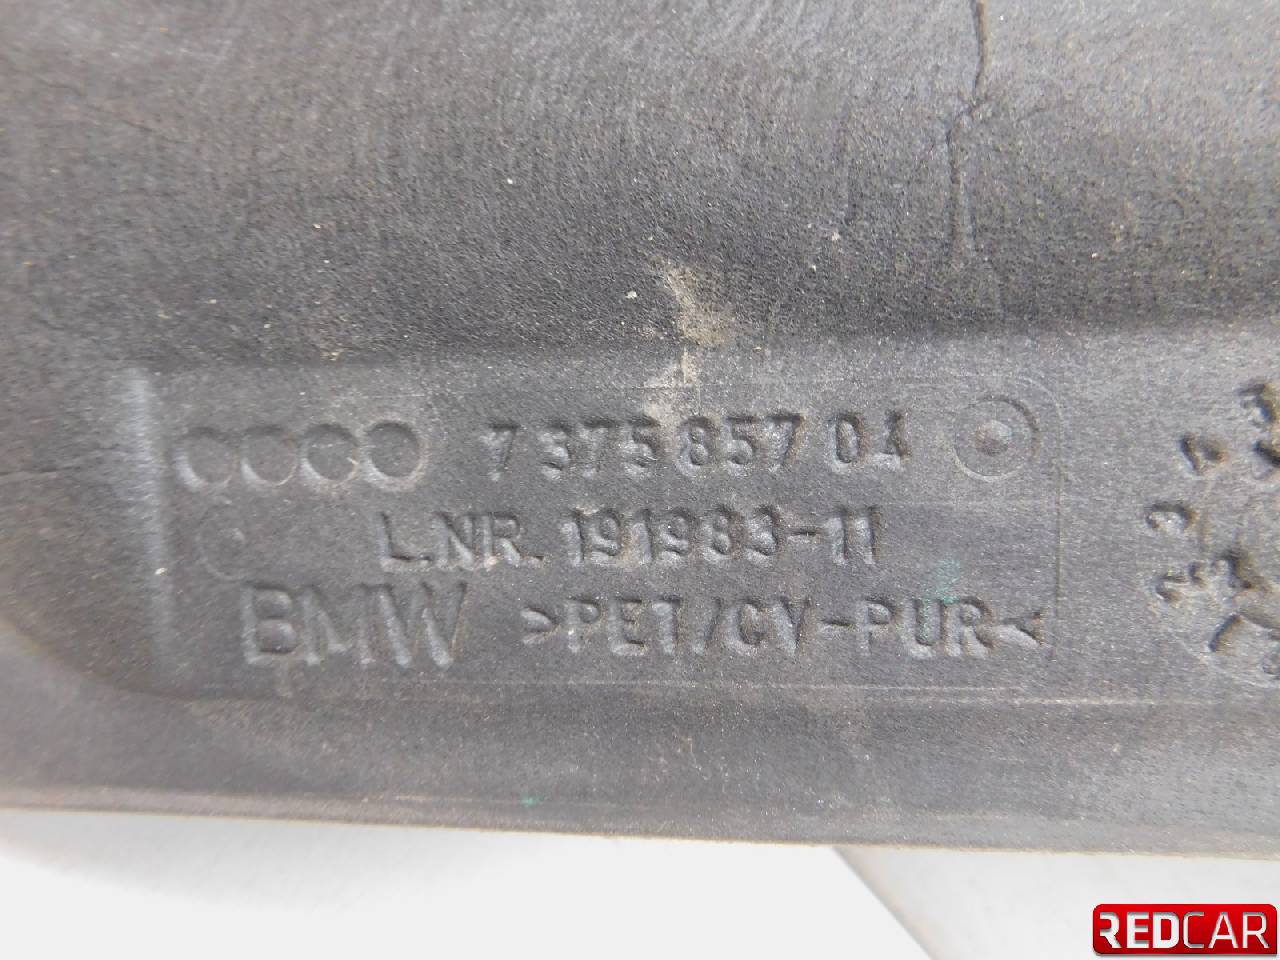 7 375 857 04
L.NR. 191983-11
BMW >PET/CV-PUR<
REDCAR